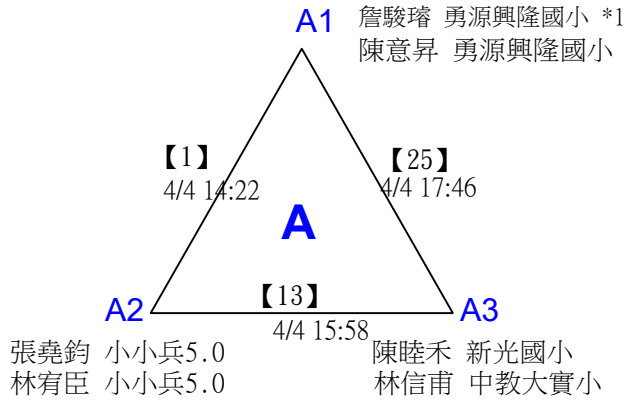 A1
詹駿璿 勇源興隆國小 *1
陳意昇 勇源興隆國小
【1】
4/4 14:22
【25】
4/4 17:46
A
【13】
4/4 15:58
A2
A3
張堯鈞 小小兵5.0
林宥臣 小小兵5.0
陳睦禾 新光國小
林信甫 中教大實小